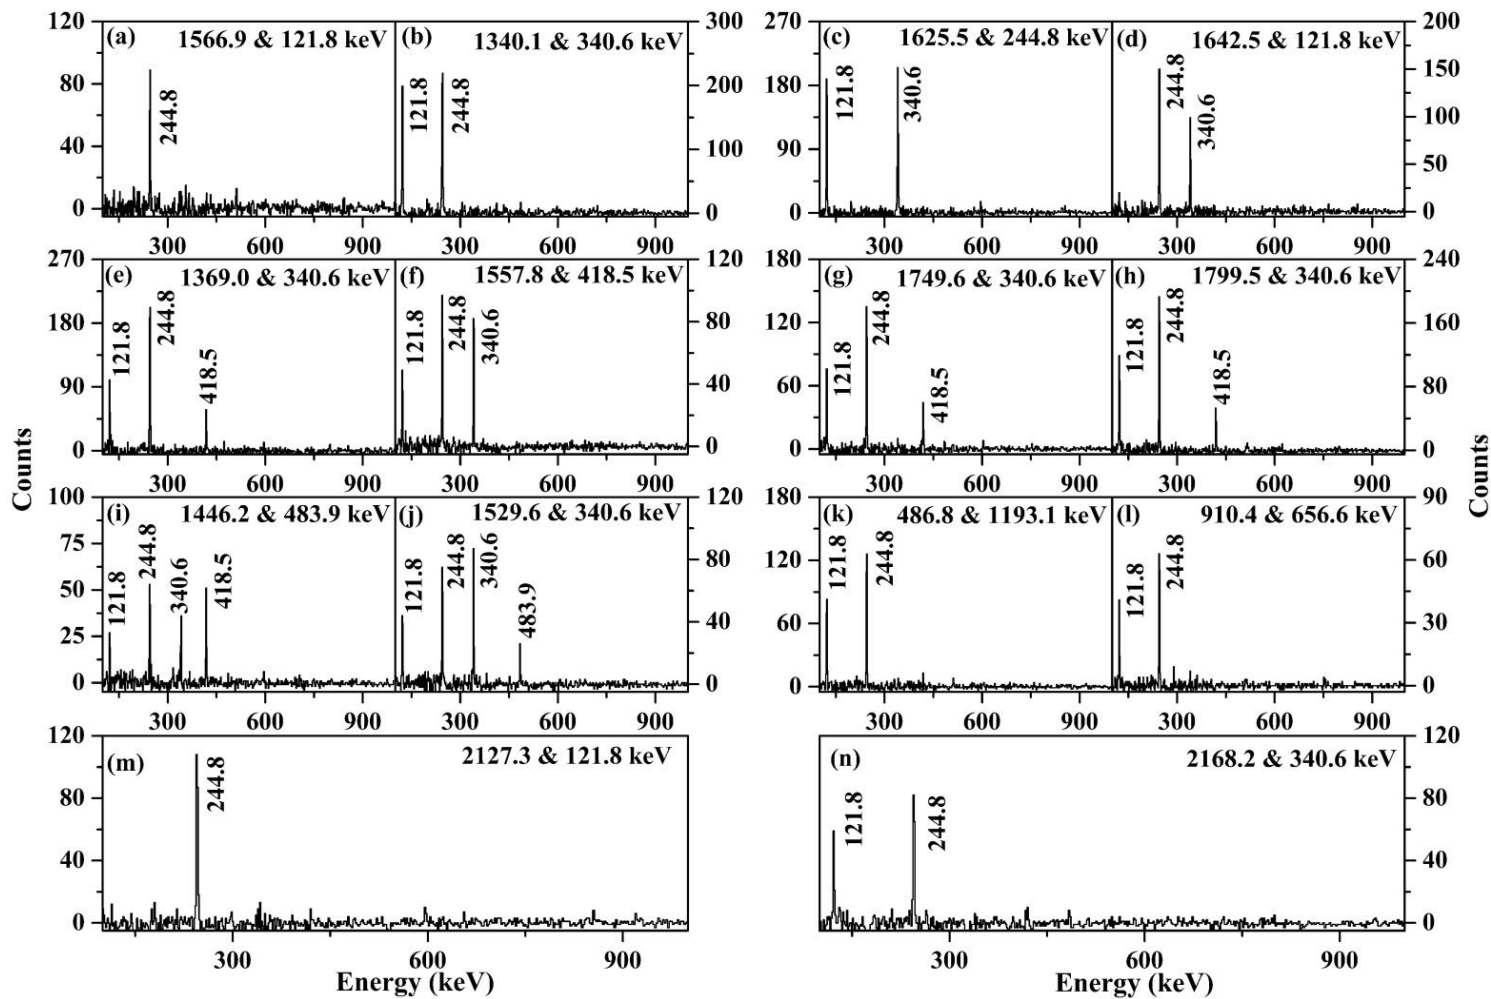 120 (a) 1566.9 & 121.8 keV (b) 1340.1 & 340.6 keV 300
270 (c) 1625.5 & 244.8 keV (d) 1642.5 & 121.8 keV 200
80 244.8 121.8 244.8 200
180 121.8 340.6 244.8 340.6 150
40 100
90 100
50
0 0
0 0
300 600 900 300 600 900
300 600 900 300 600 900
270 (e) 1369.0 & 340.6 keV (f) 1557.8 & 418.5 keV 120
180 (g) 1749.6 & 340.6 keV (h) 1799.5 & 340.6 keV 240
180 121.8 244.8 418.5 121.8 244.8 340.6 80
120 121.8 244.8 418.5 121.8 244.8 418.5 160
90 40
60 80
0 0
0 0
300 600 900 300 600 900
300 600 900 300 600 900
Counts
Counts
100 (i) 1446.2 & 483.9 keV (j) 1529.6 & 340.6 keV 120
180 (k) 486.8 & 1193.1 keV (l) 910.4 & 656.6 keV 90
75 121.8 244.8 340.6 418.5 121.8 244.8 340.6 483.9 80
120 121.8 244.8 121.8 244.8 60
50
25 40
60 30
0 0
0 0
300 600 900 300 600 900
300 600 900 300 600 900
120 (m) 2127.3 & 121.8 keV
(n) 2168.2 & 340.6 keV 120
80 244.8
121.8 244.8 80
40
40
0
0
300 600 900
300 600 900
Energy (keV)
Energy (keV)